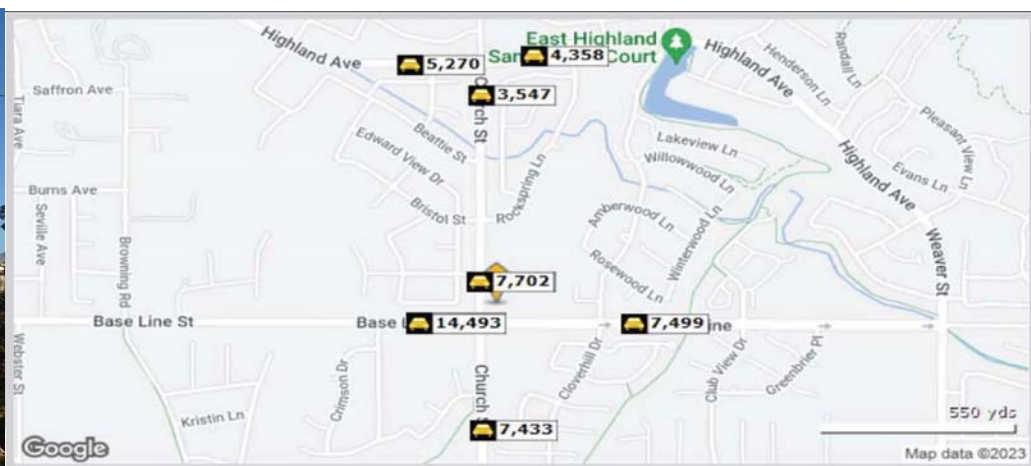 East Highland
Highland Ave
5,270
4,358
San
Court
Highland Ave
Henderson Ln
Randall Ln
Saffron Ave
Tiara Ave
3,547
Church St
Beattie St
Edward View Dr
Pleasant View Ln
Lakeview Ln
Willowwood Ln
Highland Ave
Evans Ln
Burns Ave
Rockspring Ln
Bristol St
Amberwood Ln
Seville Ave
Browning Rd
Winterwood Ln
Weaver St
Rosewood Ln
7,702
Base Line St
Base L
14,493
7,499
ine
Webster St
Crimson Dr
Church S
Cloverhill Dr
Club View Dr
Greenbrier Pl
Kristin Ln
7,433
550 yds
Google
Map data ©2023